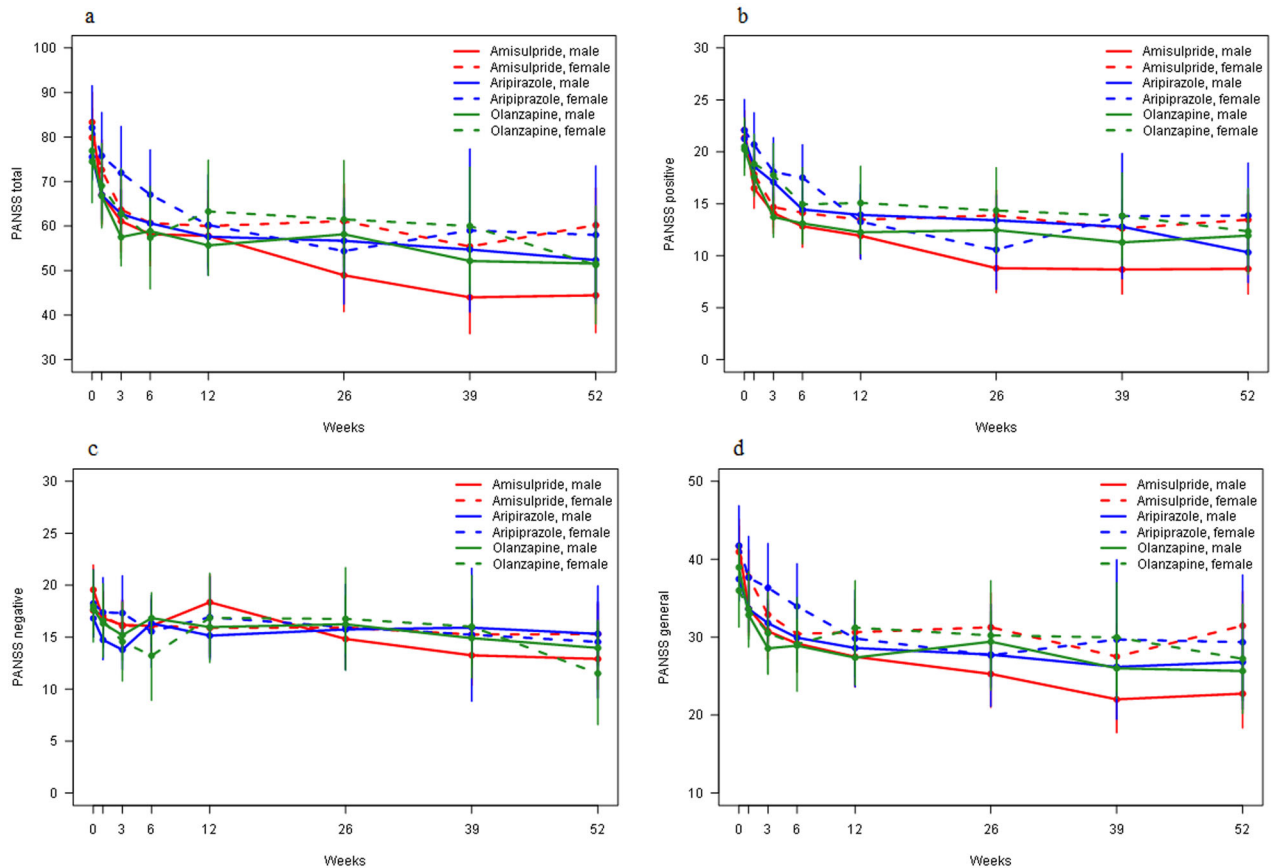 a
PANSS total
100
90
80
70
60
50
40
30
Amisulpride, male
Amisulpride, female
Aripirazole, male
Aripiprazole, female
Olanzapine, male
Olanzapine, female
0 3 6 12 26 39 52
Weeks
b
PANSS positive
30
25
20
15
10
5
0
Amisulpride, male
Amisulpride, female
Aripirazole, male
Aripiprazole, female
Olanzapine, male
Olanzapine, female
0 3 6 12 26 39 52
Weeks
c
PANSS negative
30
25
20
15
10
5
0
Amisulpride, male
Amisulpride, female
Aripirazole, male
Aripiprazole, female
Olanzapine, male
Olanzapine, female
0 3 6 12 26 39 52
Weeks
d
PANSS general
50
40
30
20
10
Amisulpride, male
Amisulpride, female
Aripirazole, male
Aripiprazole, female
Olanzapine, male
Olanzapine, female
0 3 6 12 26 39 52
Weeks